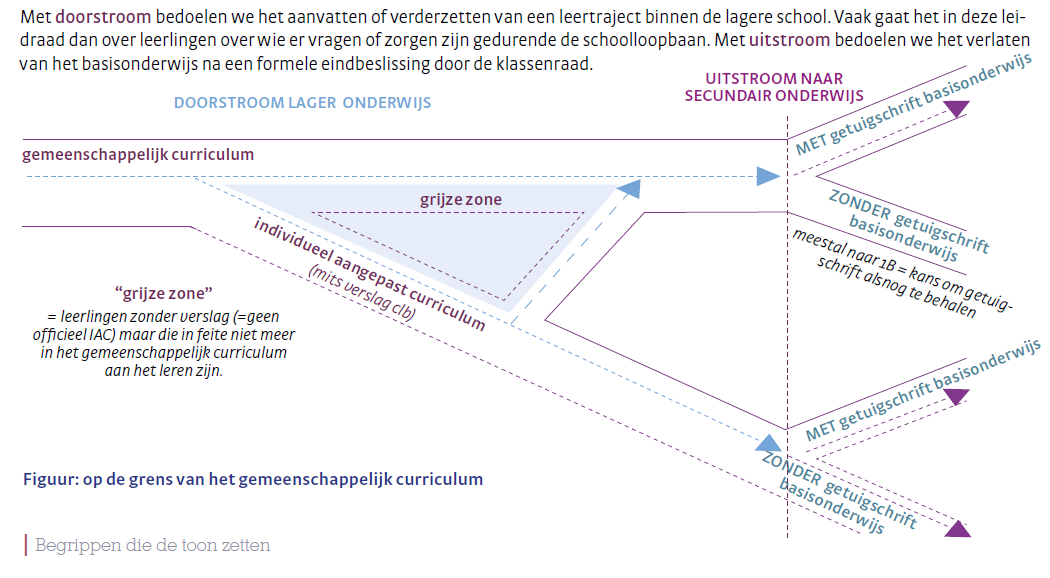 Met doorstroom bedoelen we het aanvatten of verderzetten van een leertraject binnen de lagere school. Vaak gaat het in deze lei-
draad dan over leerlingen over wie er vragen of zorgen zijn gedurende de schoolloopbaan. Met uitstroom bedoelen we het verlaten
van het basisonderwijs na een formele eindbeslissing door de klassenraad.
DOORSTROOM LAGER ONDERWIJS
UITSTROOM NAAR
SECUNDAIR ONDERWIJS
MET getuigschrift basisonderwijs
gemeenschappelijk curriculum
grijze zone
ZONDER getuigschrift
basisonderwijs
individueel aangepast curriculum
(mits verslag clb)
meestal naar 1B = kans om getuig-
schrift alsnog te behalen
“grijze zone”
= leerlingen zonder verslag (=geen
officieel IAC) maar die in feite niet meer
in het gemeenschappelijk curriculum
aan het leren zijn.
MET getuigschrift basisonderwijs
ZONDER getuigschrift
basisonderwijs
Figuur: op de grens van het gemeenschappelijk curriculum
Begrippen die de toon zetten